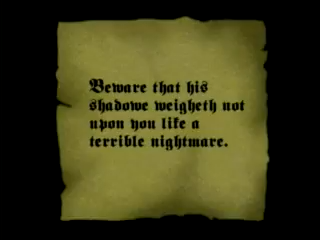 Beware that his
shadowe weigheth not
upon you like a
terrible nightmare.